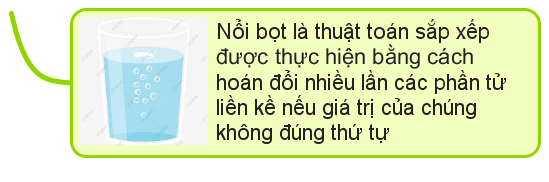 Nổi bọt là thuật toán sắp xếp
được thực hiện bằng cách
hoán đổi nhiều lần các phần tử
liền kề nếu giá trị của chúng
không đúng thứ tự